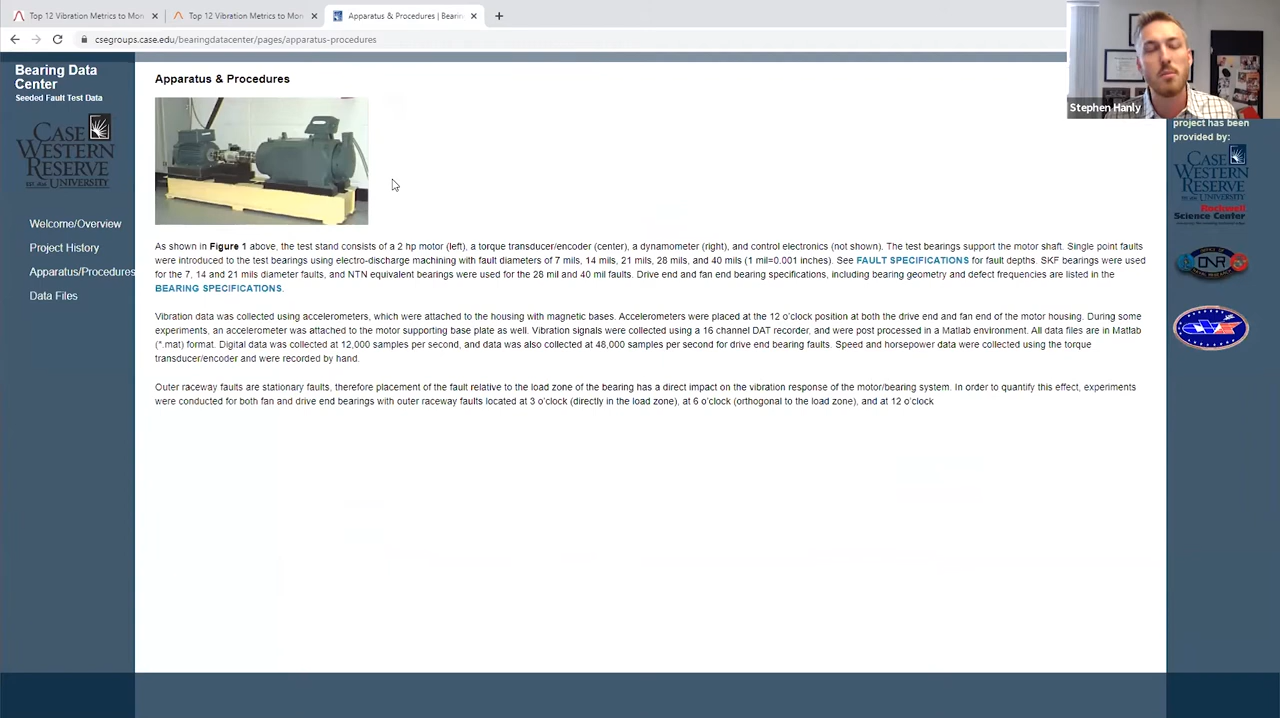 Top 12 Vibration Metrics to Mon
Top 12 Vibration Metrics to Mon
Apparatus & Procedures | Bearin
csegroups.case.edu/bearingdatacenter/pages/apparatus-procedures
Stephen Hanly
Bearing Data
Center
Seeded Fault Test Data
CASE
WESTERN
RESERVE
UNIVERSITY
EST 1826
Welcome/Overview
Project History
Apparatus/Procedures
Data Files
Apparatus & Procedures
As shown in Figure 1 above, the test stand consists of a 2 hp motor (left), a torque transducer/encoder (center), a dynamometer (right), and control electronics (not shown). The test bearings support the motor shaft. Single point faults
were introduced to the test bearings using electro-discharge machining with fault diameters of 7 mils, 14 mils, 21 mils, 28 mils, and 40 mils (1 mil=0.001 inches). See FAULT SPECIFICATIONS for fault depths. SKF bearings were used
for the 7, 14 and 21 mils diameter faults, and NTN equivalent bearings were used for the 28 mil and 40 mil faults. Drive end and fan end bearing specifications, including bearing geometry and defect frequencies are listed in the
BEARING SPECIFICATIONS.
Vibration data was collected using accelerometers, which were attached to the housing with magnetic bases. Accelerometers were placed at the 12 o'clock position at both the drive end and fan end of the motor housing. During some
experiments, an accelerometer was attached to the motor supporting base plate as well. Vibration signals were collected using a 16 channel DAT recorder, and were post processed in a Matlab environment. All data files are in Matlab
(*.mat) format. Digital data was collected at 12,000 samples per second, and data was also collected at 48,000 samples per second for drive end bearing faults. Speed and horsepower data were collected using the torque
transducer/encoder and were recorded by hand.
Outer raceway faults are stationary faults, therefore placement of the fault relative to the load zone of the bearing has a direct impact on the vibration response of the motor/bearing system. In order to quantify this effect, experiments
were conducted for both fan and drive end bearings with outer raceway faults located at 3 o'clock (directly in the load zone), at 6 o'clock (orthogonal to the load zone), and at 12 o'clock
project has been
provided by:
CASE
WESTERN
RESERVE
UNIVERSITY
Rockwell
Science Center
ONR